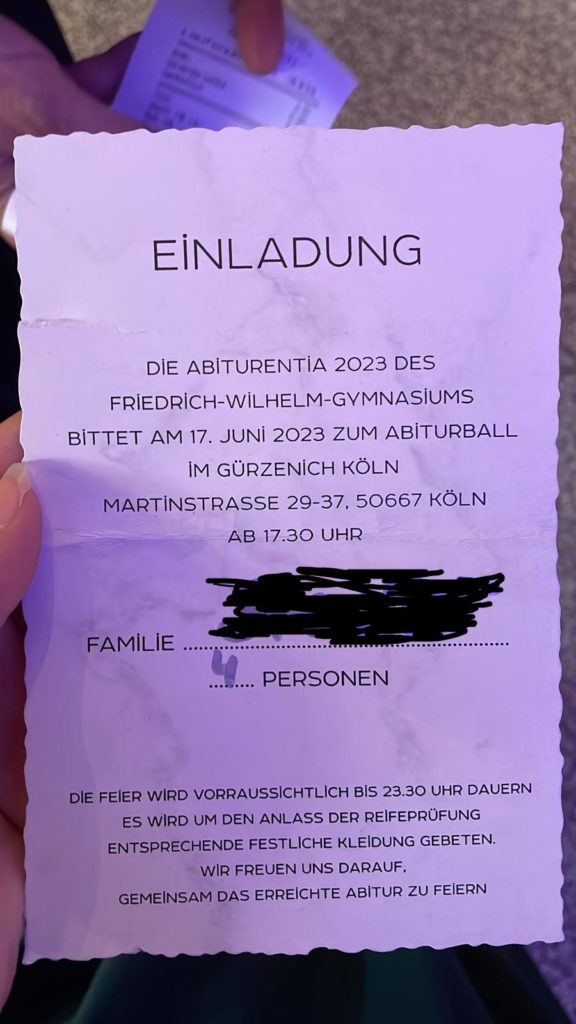 EINLADUNG
DIE ABITURENTIA 2023 DES
FRIEDRICH-WILHELM-GYMNASIUMS
BITTET AM 17. JUNI 2023 ZUM ABITURBALL
IM GÜRZENICH KÖLN
MARTINSTRASSE 29-37, 50667 KÖLN
AB 17.30 UHR
FAMILIE ....................................................
4 PERSONEN
DIE FEIER WIRD VORRAUSSICHTLICH BIS 23.30 UHR DAUERN
ES WIRD UM DEN ANLASS DER REIFEPRÜFUNG
ENTSPRECHENDE FESTLICHE KLEIDUNG GEBETEN.
WIR FREUEN UNS DARAUF,
GEMEINSAM DAS ERREICHTE ABITUR ZU FEIERN